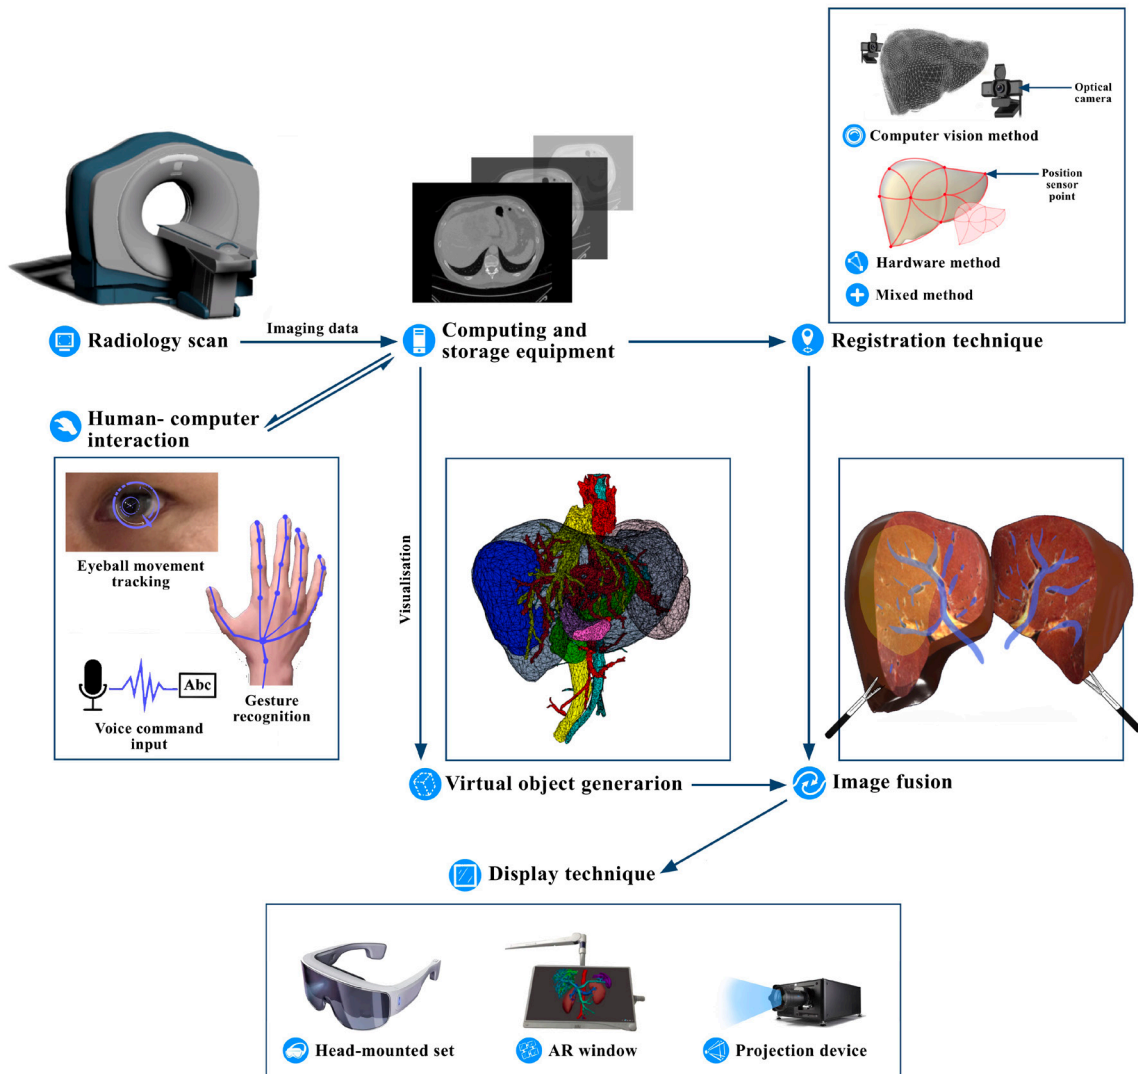 Optical
camera
Computer vision method
Position
sensor
point
Hardware method
Mixed method
Radiology scan
Imaging data
Computing and
storage equipment
Registration technique
Human- computer
interaction
Eyeball movement
tracking
Abc
Voice command
input
Gesture
recognition
Visualisation
Virtual object generarion
Image fusion
Display technique
Head-mounted set
AR window
Projection device